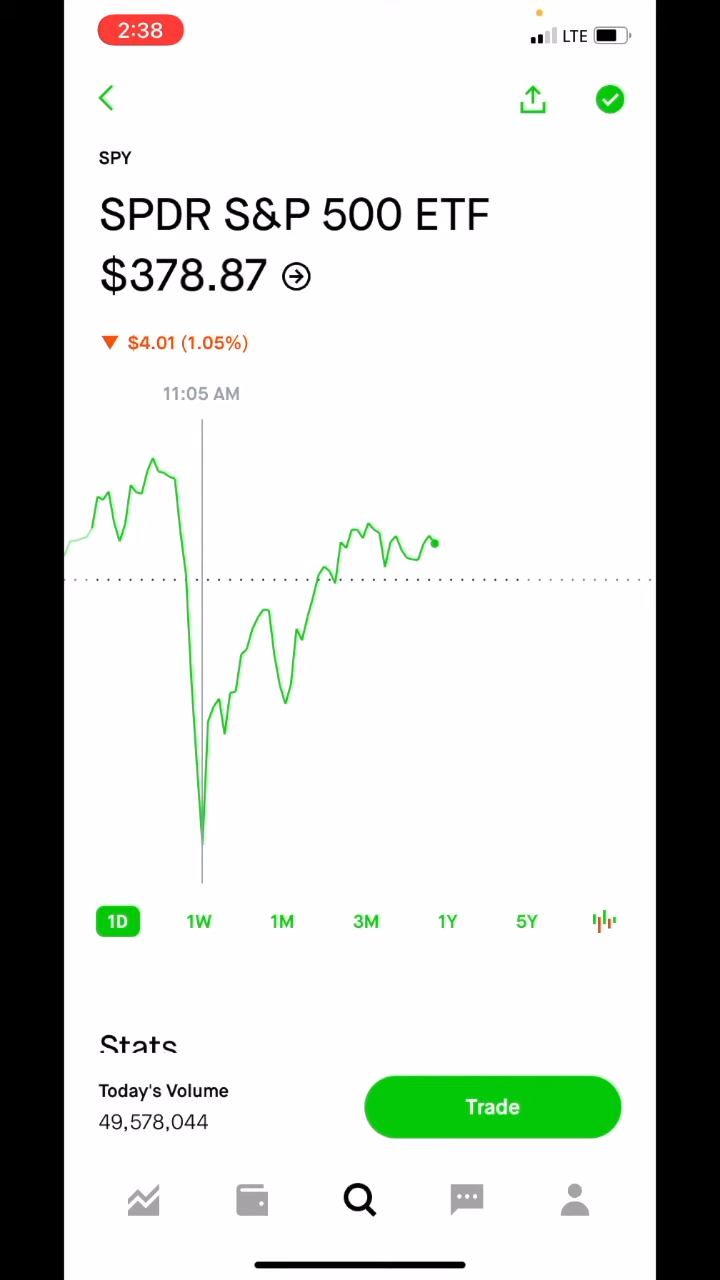 2:38
LTE
SPY
SPDR S&P 500 ETF
$378.87
$4.01 (1.05%)
11:05 AM
1D 1W 1M 3M 1Y 5Y
Stats
Today's Volume
49,578,044
Trade